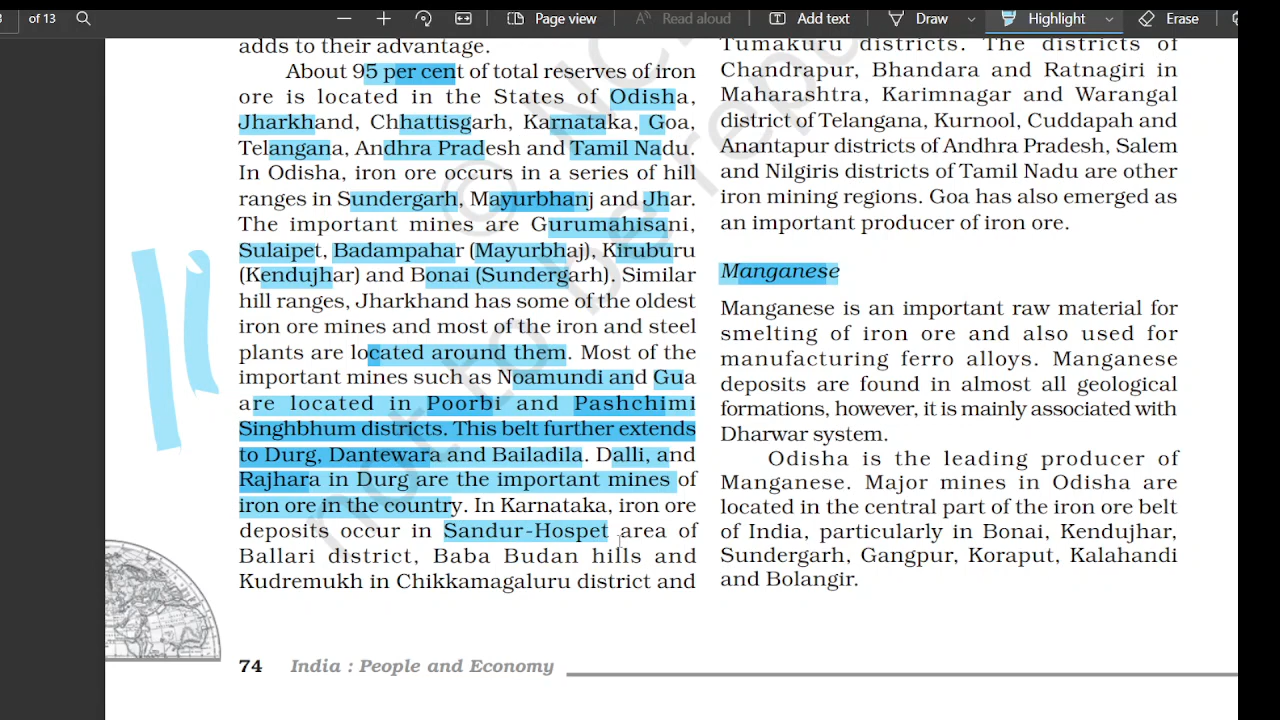 of 13
Page view
Read aloud
Add text
Draw
Highlight
Erase
adds to their advantage.
About 95 per cent of total reserves of iron
ore is located in the States of Odisha,
Jharkhand, Chhattisgarh, Karnataka, Goa,
Telangana, Andhra Pradesh and Tamil Nadu.
In Odisha, iron ore occurs in a series of hill
ranges in Sundergarh, Mayurbhanj and Jhar.
The important mines are Gurumahisani,
Sulaipet, Badampahar (Mayurbhaj), Kiruburu
(Kendujhar) and Bonai (Sundergarh). Similar
hill ranges, Jharkhand has some of the oldest
iron ore mines and most of the iron and steel
plants are located around them. Most of the
important mines such as Noamundi and Gua
are located in Poorbi and Pashchimi
Singhbhum districts. This belt further extends
to Durg, Dantewara and Bailadila. Dalli, and
Rajhara in Durg are the important mines of
iron ore in the country. In Karnataka, iron ore
deposits occur in Sandur-Hospet area of
Ballari district, Baba Budan hills and
Kudremukh in Chikkamagaluru district and
Tumakuru districts. The districts of
Chandrapur, Bhandara and Ratnagiri in
Maharashtra, Karimnagar and Warangal
district of Telangana, Kurnool, Cuddapah and
Anantapur districts of Andhra Pradesh, Salem
and Nilgiris districts of Tamil Nadu are other
iron mining regions. Goa has also emerged as
an important producer of iron ore.
Manganese
Manganese is an important raw material for
smelting of iron ore and also used for
manufacturing ferro alloys. Manganese
deposits are found in almost all geological
formations, however, it is mainly associated with
Dharwar system.
Odisha is the leading producer of
Manganese. Major mines in Odisha are
located in the central part of the iron ore belt
of India, particularly in Bonai, Kendujhar,
Sundergarh, Gangpur, Koraput, Kalahandi
and Bolangir.
74 India : People and Economy
not to be repu